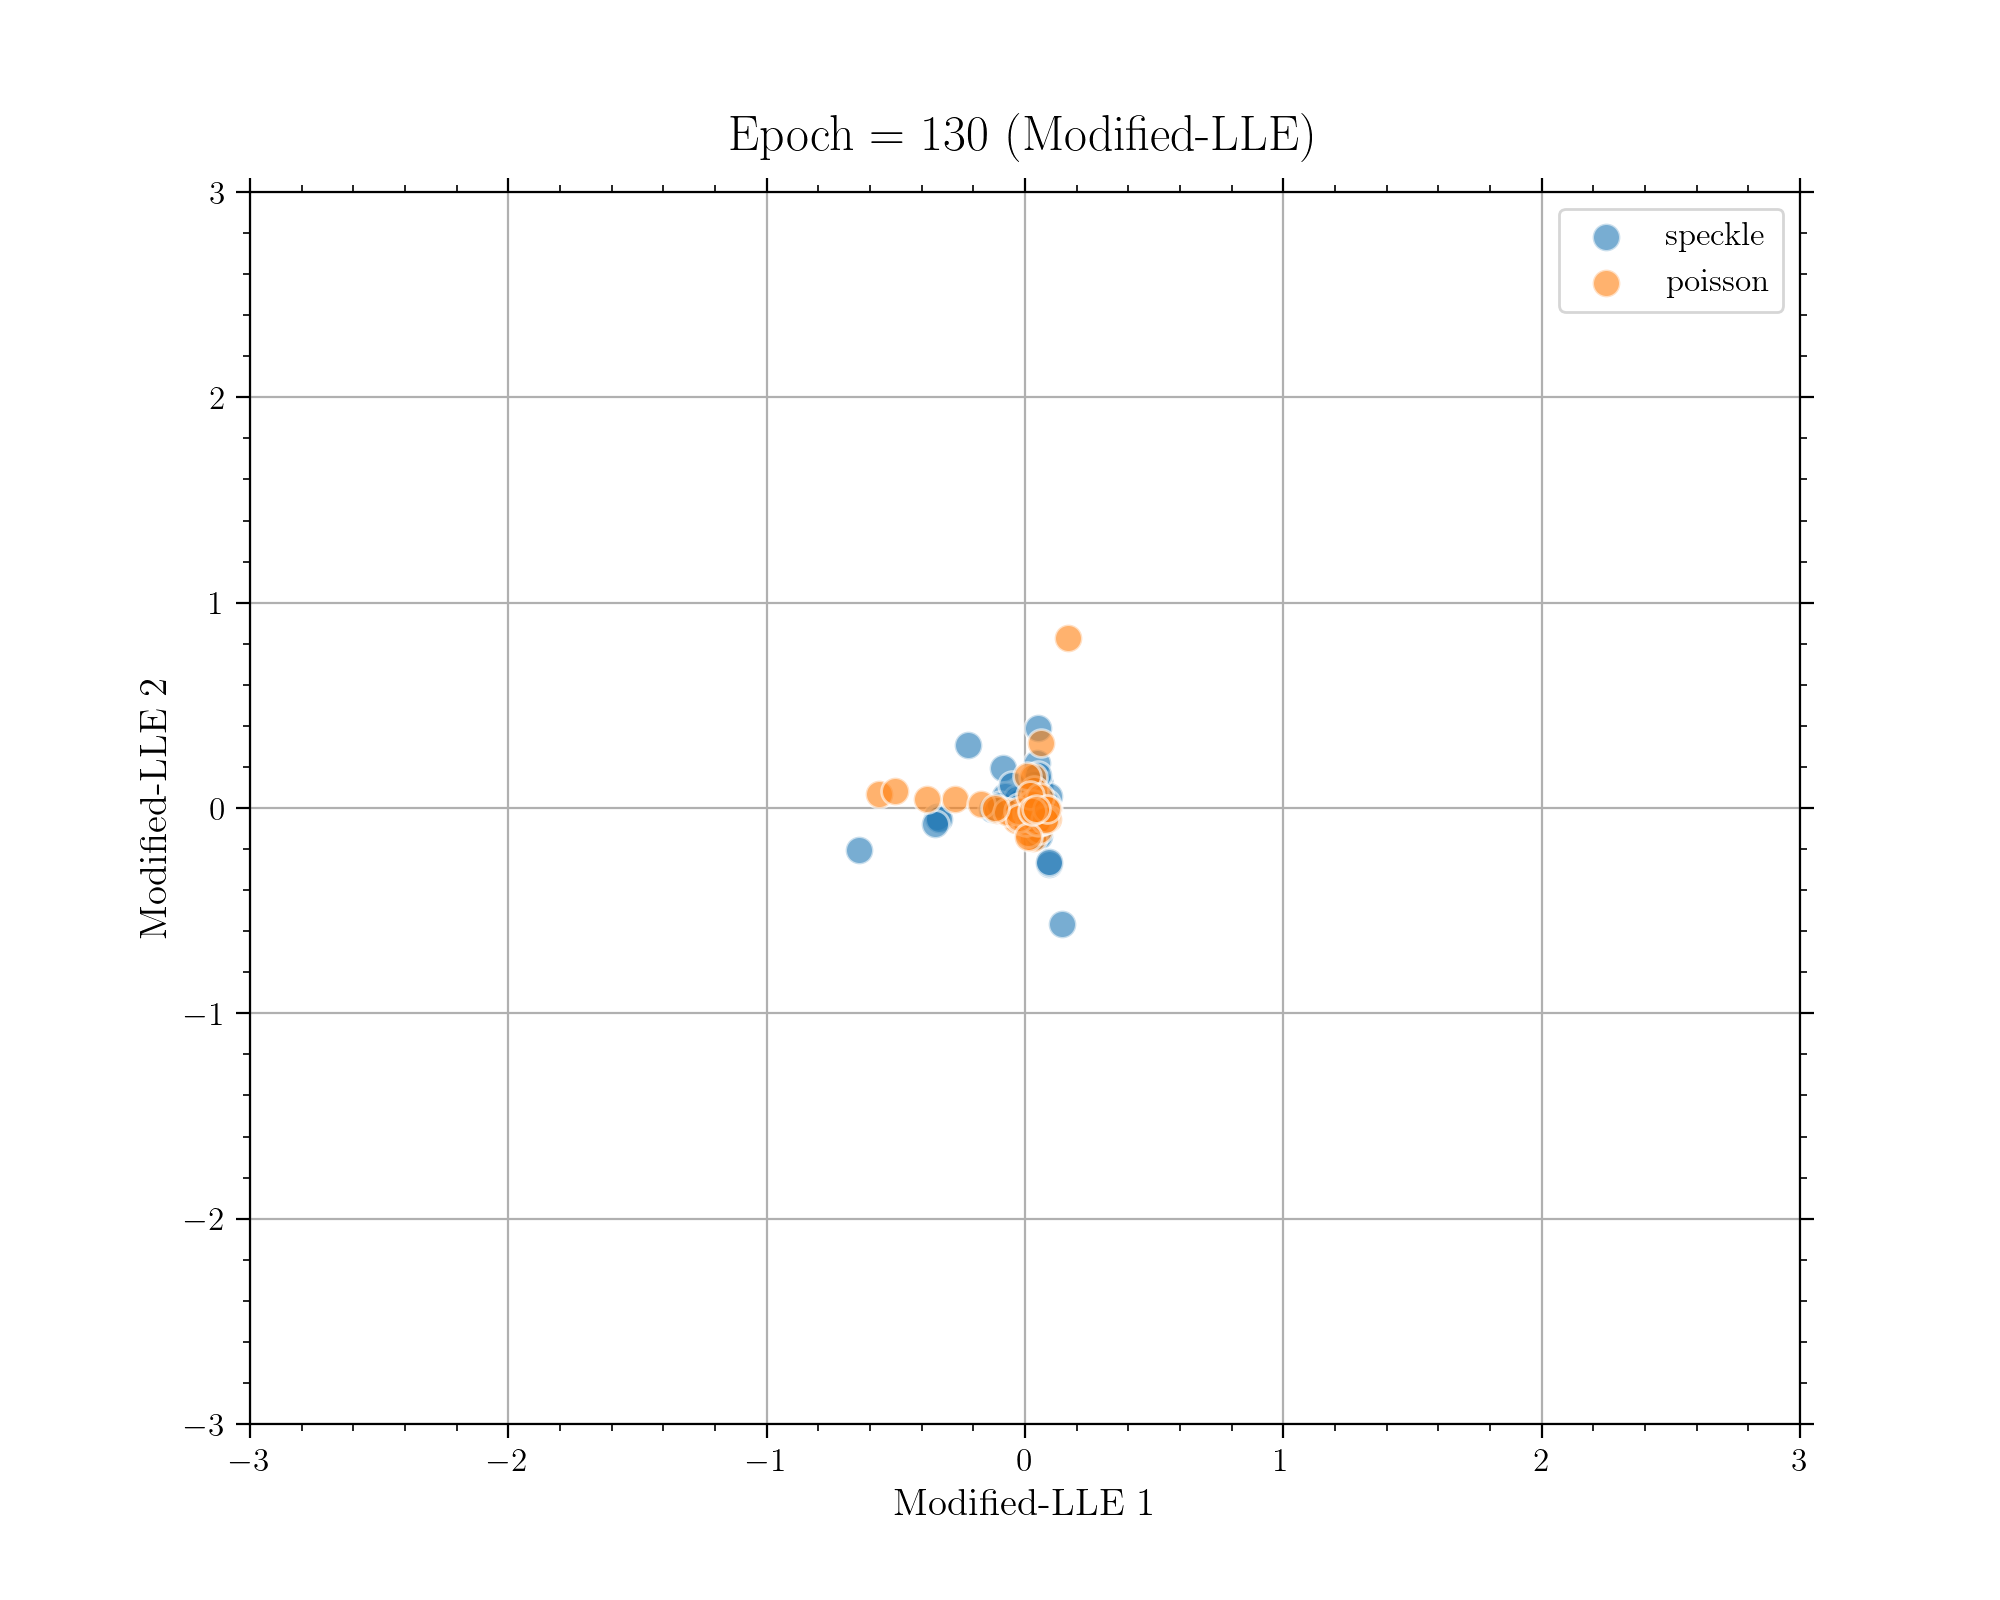 Epoch = 130 (Modified-LLE)
speckle
poisson
3
2
1
0
−1
−2
−3
Modified-LLE 2
−3 −2 −1 0 1 2 3
Modified-LLE 1